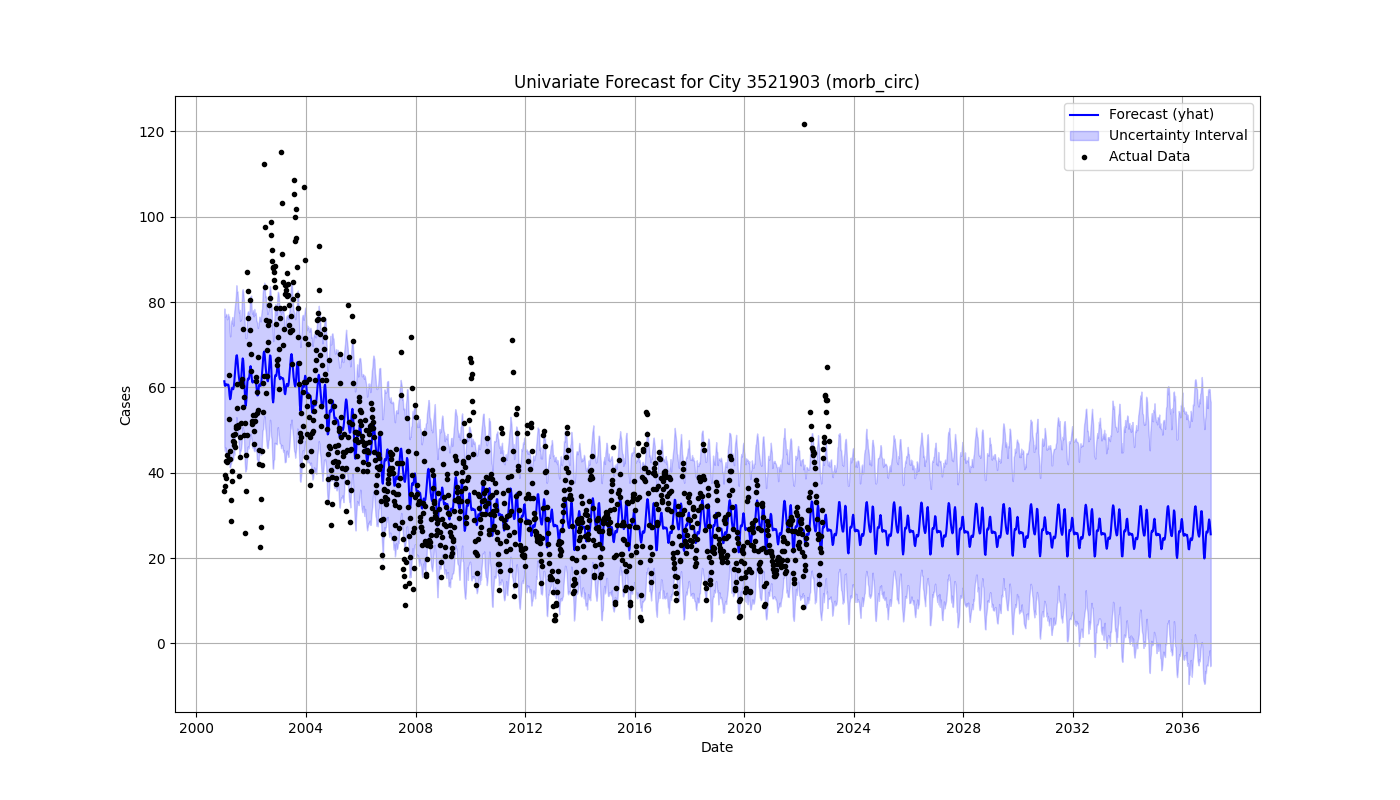 Univariate Forecast for City 3521903 (morb_circ)
Forecast (yhat)
Uncertainty Interval
Actual Data
Cases
120
100
80
60
40
20
0
2000 2004 2008 2012 2016 2020 2024 2028 2032 2036
Date